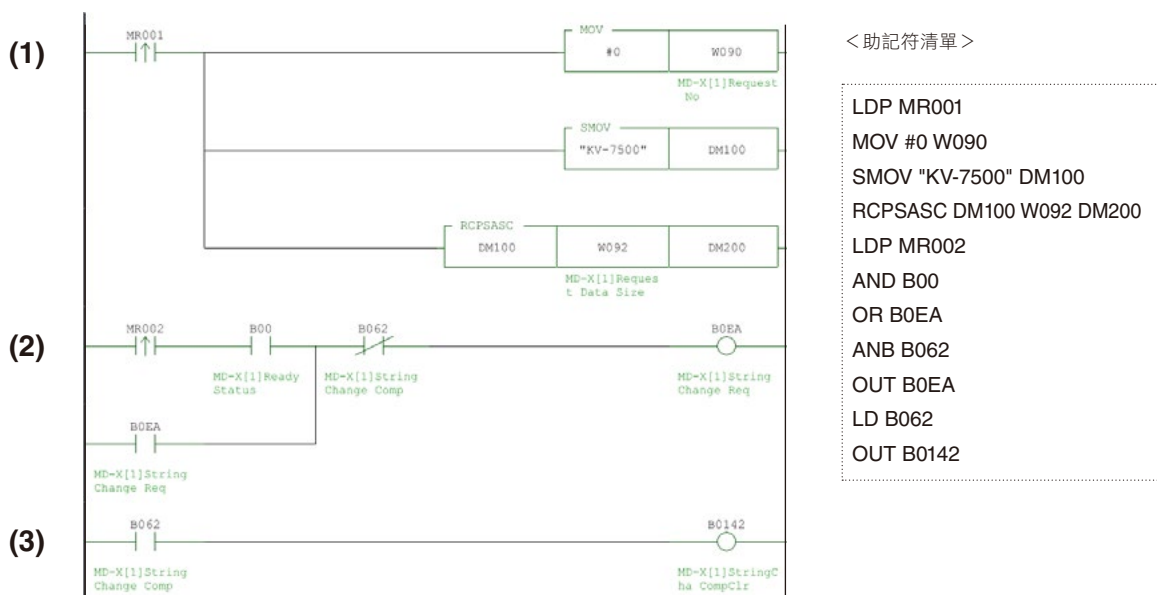 (1)
MR001
MOV
#0
W090
MD-X[1]Request
No
SMOV
"KV-7500"
DM100
RCPSASC
DM100
W092
DM200
MD-X[1]Reques
t Data Size
(2)
MR002
B00
B062
B0EA
MD-X[1]Ready
Status
MD-X[1]String
Change Comp
MD-X[1]String
Change Req
B0EA
MD-X[1]String
Change Req
(3)
B062
B0142
MD-X[1]String
Change Comp
MD-X[1]StringC
ha CompClr
＜助記符清單＞
LDP MR001
MOV #0 W090
SMOV "KV-7500" DM100
RCPSASC DM100 W092 DM200
LDP MR002
AND B00
OR B0EA
ANB B062
OUT B0EA
LD B062
OUT B0142